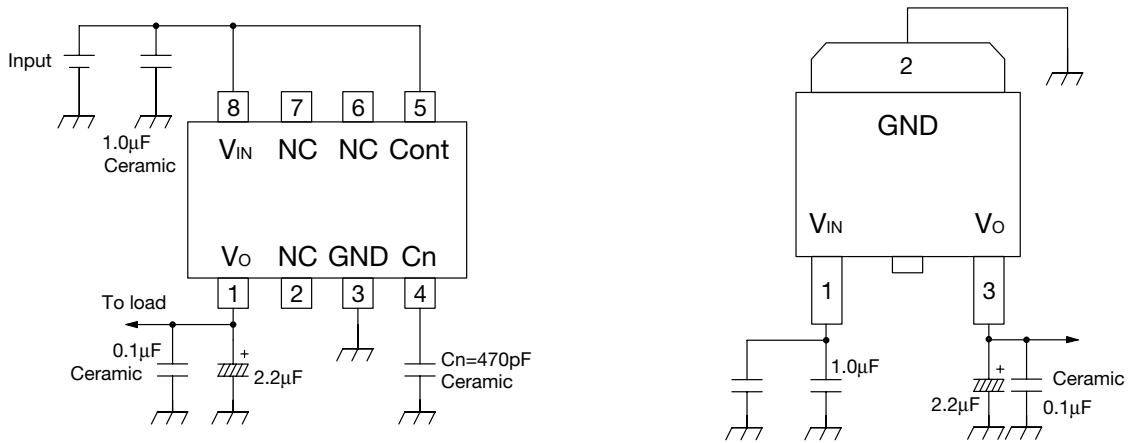 Input
1.0μF
Ceramic
8 7 6 5
VIN NC NC Cont
VO NC GND Cn
1 2 3 4
To load
0.1μF
Ceramic
+
2.2μF
Cn=470pF
Ceramic
2
GND
VIN VO
1 3
1.0μF
+
2.2μF
Ceramic
0.1μF